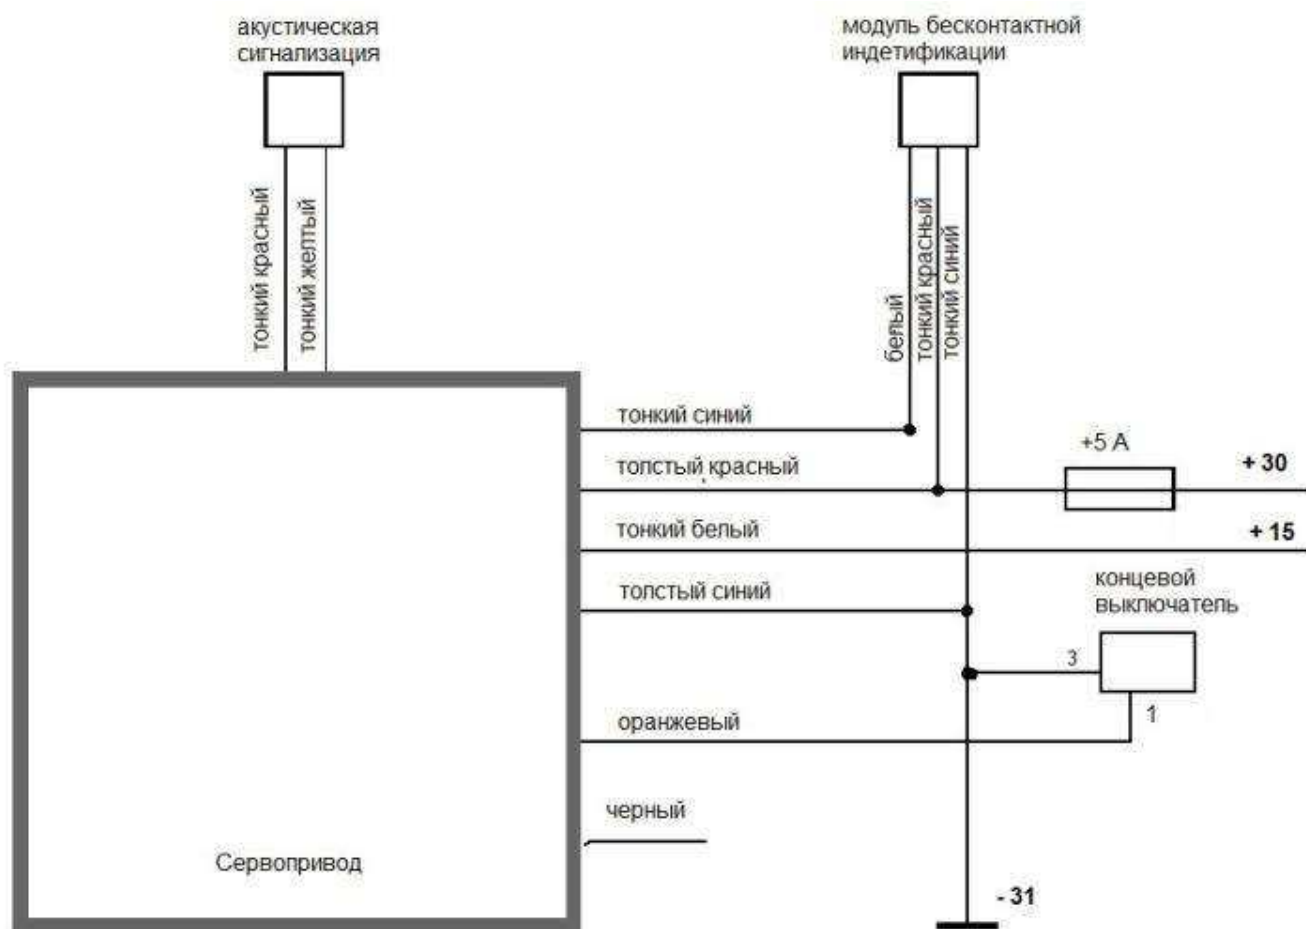 акустическая
сигнализация
модуль бесконтактной
индетификации
тонкий красный
тонкий желтый
белый
тонкий красный
тонкий синий
тонкий синий
+5 А
толстый красный
+ 30
тонкий белый
+ 15
концевой
выключатель
толстый синий
3
1
оранжевый
черный
Сервопривод
- 31